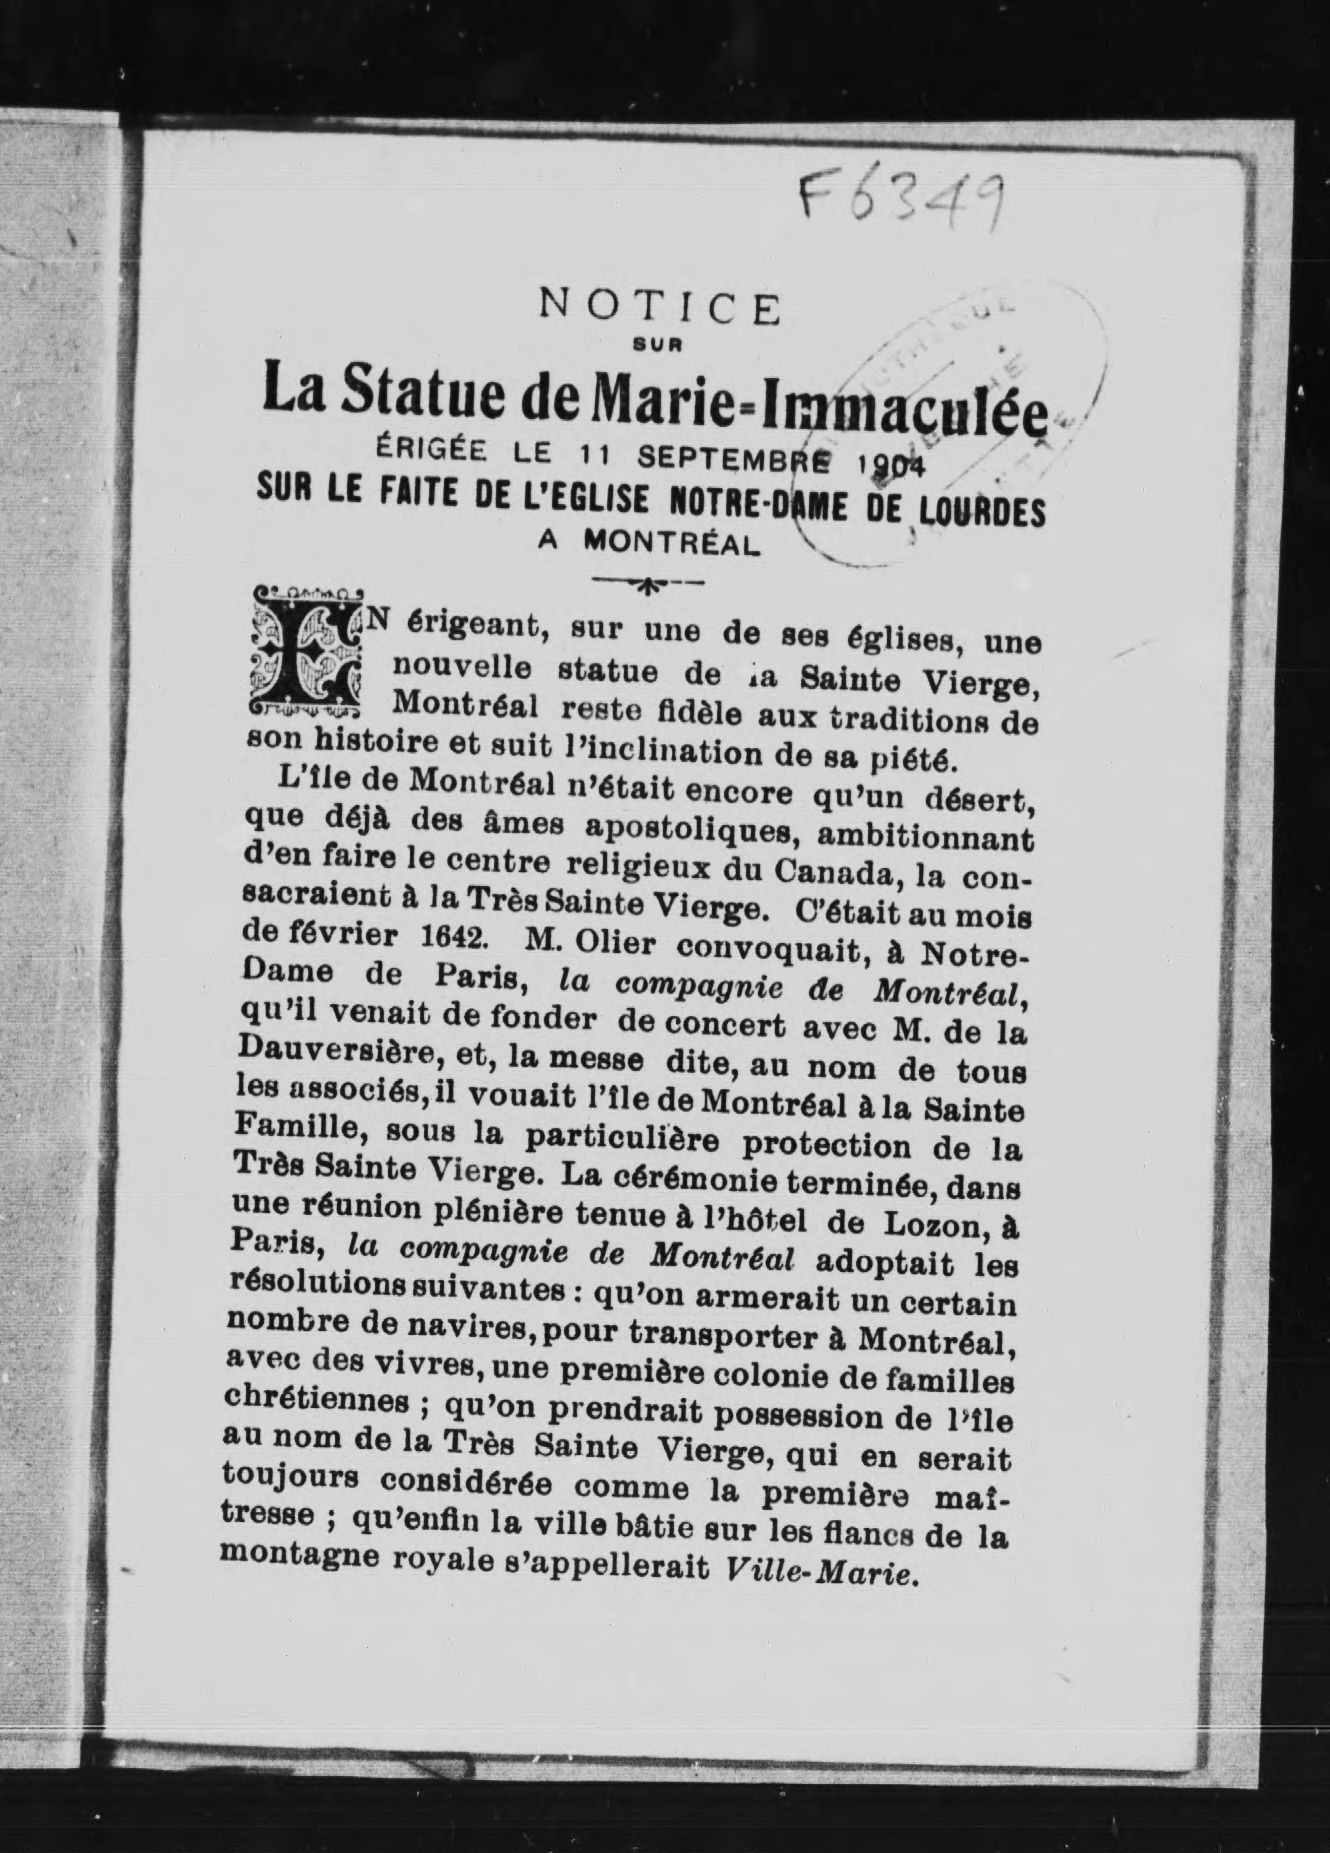 F6349
NOTICE
SUR
La Statue de Marie-Immaculée
ÉRIGÉE LE 11 SEPTEMBRE 1904
SUR LE FAITE DE L'EGLISE NOTRE-DAME DE LOURDES
A MONTRÉAL
EN érigeant, sur une de ses églises, une
nouvelle statue de la Sainte Vierge,
Montréal reste fidèle aux traditions de
son histoire et suit l'inclination de sa piété.
L'île de Montréal n'était encore qu'un désert,
que déjà des âmes apostoliques, ambitionnant
d'en faire le centre religieux du Canada, la con-
sacraient à la Très Sainte Vierge. C'était au mois
de février 1642. M. Olier convoquait, à Notre-
Dame de Paris, la compagnie de Montréal,
qu'il venait de fonder de concert avec M. de la
Dauversière, et, la messe dite, au nom de tous
les associés, il vouait l'île de Montréal à la Sainte
Famille, sous la particulière protection de la
Très Sainte Vierge. La cérémonie terminée, dans
une réunion plénière tenue à l'hôtel de Lozon, à
Paris, la compagnie de Montréal adoptait les
résolutions suivantes : qu'on armerait un certain
nombre de navires, pour transporter à Montréal,
avec des vivres, une première colonie de familles
chrétiennes ; qu'on prendrait possession de l'île
au nom de la Très Sainte Vierge, qui en serait
toujours considérée comme la première maî-
tresse ; qu'enfin la ville bâtie sur les flancs de la
montagne royale s'appellerait Ville-Marie.